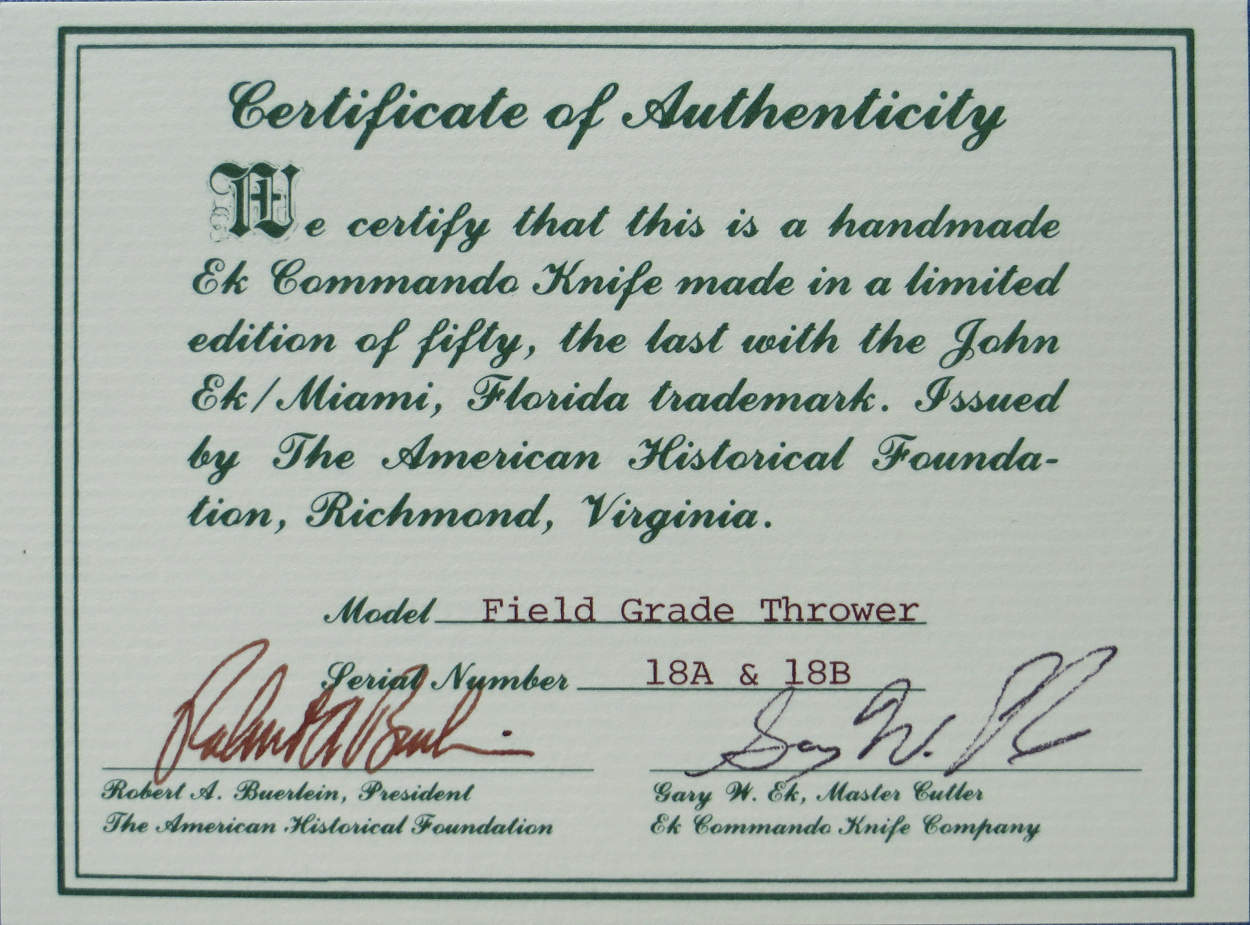 Certificate of Authenticity
We certify that this is a handmade
Ek Commando Knife made in a limited
edition of fifty, the last with the John
Ek/Miami, Florida trademark. Issued
by The American Historical Founda-
tion, Richmond, Virginia.
Model Field Grade Thrower
Serial Number 18A & 18B
Robert A. Buerlein, President
The American Historical Foundation
Gary W. Ek, Master Cutler
Ek Commando Knife Company